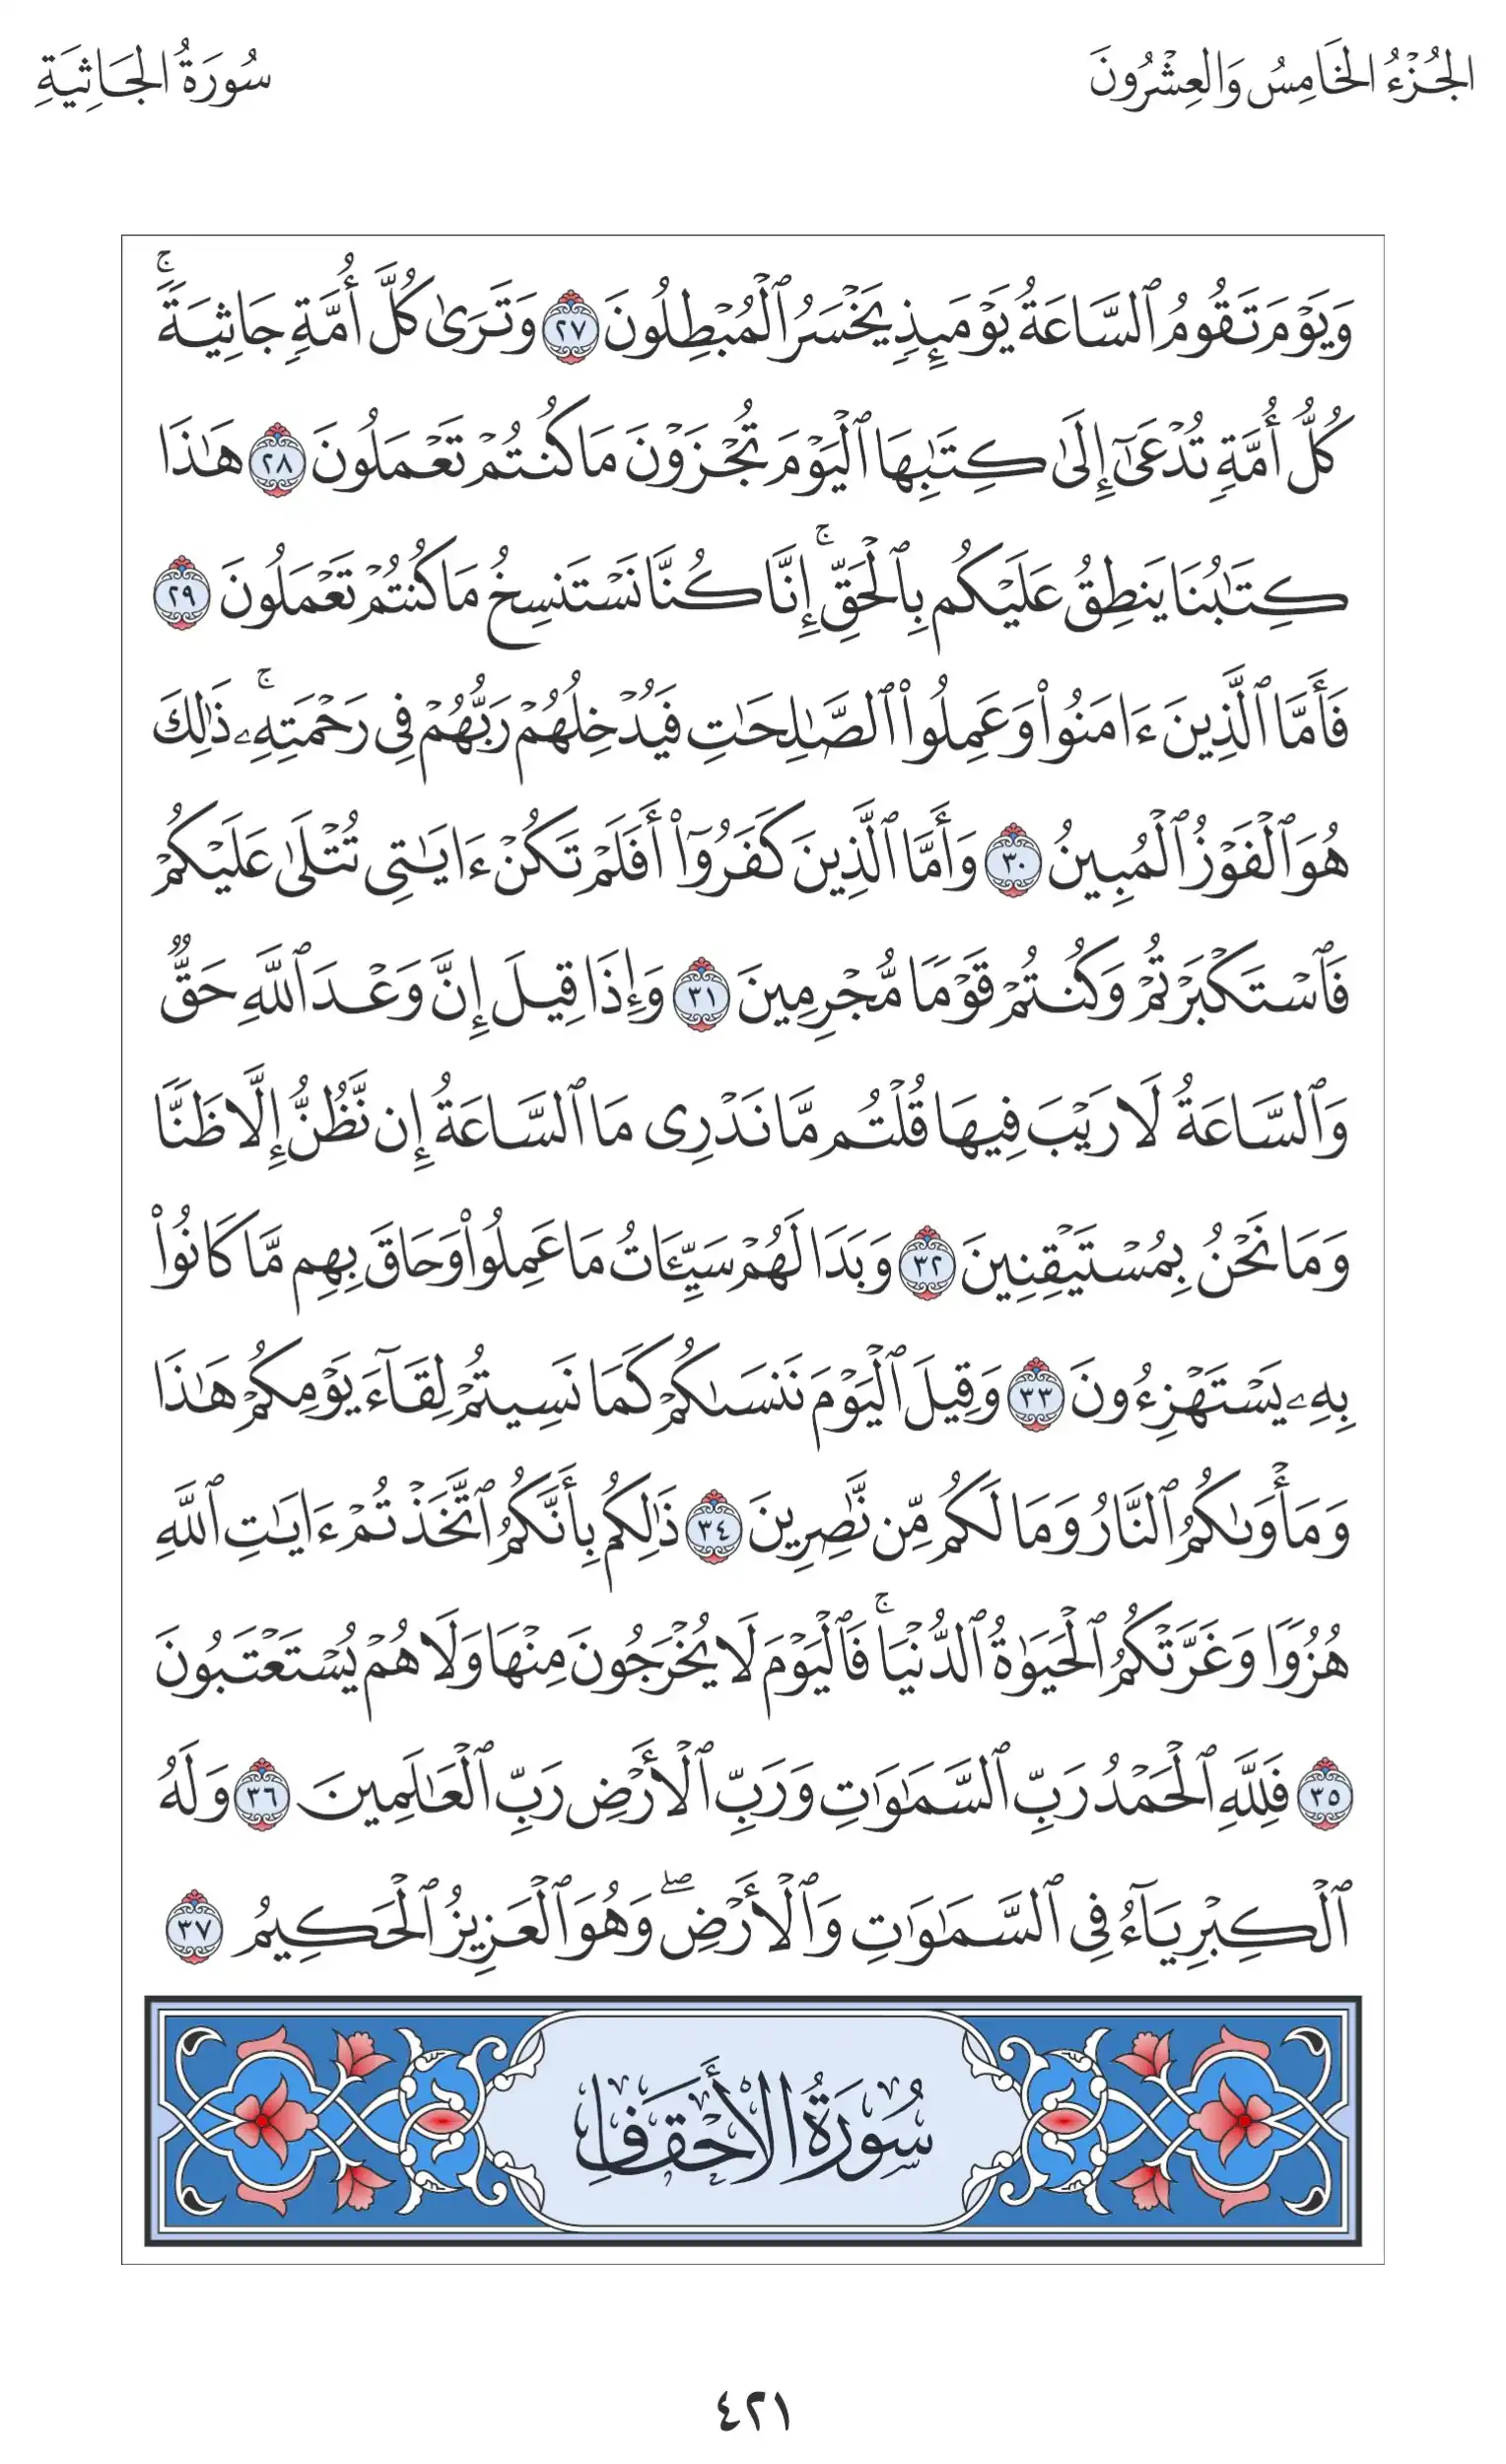 الجُزْءُ الخَامِسُ وَالعِشْرُونَ
سُورَةُ الجَاثِيَةِ
وَيَوْمَ تَقُومُ ٱلسَّاعَةُ يَوْمَئِذٍ يَخْسَرُ ٱلْمُبْطِلُونَ ٢٧ وَتَرَىٰ كُلَّ أُمَّةٍ جَاثِيَةًۚ
كُلُّ أُمَّةٍ تُدْعَىٰٓ إِلَىٰ كِتَٰبِهَا ٱلْيَوْمَ تُجْزَوْنَ مَا كُنتُمْ تَعْمَلُونَ ٢٨ هَٰذَا
كِتَٰبُنَا يَنطِقُ عَلَيْكُم بِٱلْحَقِّۚ إِنَّا كُنَّا نَسْتَنسِخُ مَا كُنتُمْ تَعْمَلُونَ ٢٩
فَأَمَّا ٱلَّذِينَ ءَامَنُوا۟ وَعَمِلُوا۟ ٱلصَّٰلِحَٰتِ فَيُدْخِلُهُمْ رَبُّهُمْ فِى رَحْمَتِهِۦۚ ذَٰلِكَ
هُوَ ٱلْفَوْزُ ٱلْمُبِينُ ٣٠ وَأَمَّا ٱلَّذِينَ كَفَرُوٓا۟ أَفَلَمْ تَكُنْ ءَايَٰتِى تُتْلَىٰ عَلَيْكُمْ
فَٱسْتَكْبَرْتُمْ وَكُنتُمْ قَوْمًا مُّجْرِمِينَ ٣١ وَإِذَا قِيلَ إِنَّ وَعْدَ ٱللَّهِ حَقٌّ
وَٱلسَّاعَةُ لَا رَيْبَ فِيهَا قُلْتُم مَّا نَدْرِى مَا ٱلسَّاعَةُ إِن نَّظُنُّ إِلَّا ظَنًّا
وَمَا نَحْنُ بِمُسْتَيْقِنِينَ ٣٢ وَبَدَا لَهُمْ سَيِّـَٔاتُ مَا عَمِلُوا۟ وَحَاقَ بِهِم مَّا كَانُوا۟
بِهِۦ يَسْتَهْزِءُونَ ٣٣ وَقِيلَ ٱلْيَوْمَ نَنسَىٰكُمْ كَمَا نَسِيتُمْ لِقَآءَ يَوْمِكُمْ هَٰذَا
وَمَأْوَىٰكُمُ ٱلنَّارُ وَمَا لَكُم مِّن نَّٰصِرِينَ ٣٤ ذَٰلِكُم بِأَنَّكُمُ ٱتَّخَذْتُمْ ءَايَٰتِ ٱللَّهِ
هُزُوًا وَغَرَّتْكُمُ ٱلْحَيَوٰةُ ٱلدُّنْيَاۚ فَٱلْيَوْمَ لَا يُخْرَجُونَ مِنْهَا وَلَا هُمْ يُسْتَعْتَبُونَ
٣٥ فَلِلَّهِ ٱلْحَمْدُ رَبِّ ٱلسَّمَٰوَٰتِ وَرَبِّ ٱلْأَرْضِ رَبِّ ٱلْعَٰلَمِينَ ٣٦ وَلَهُ
ٱلْكِبْرِيَآءُ فِى ٱلسَّمَٰوَٰتِ وَٱلْأَرْضِۖ وَهُوَ ٱلْعَزِيزُ ٱلْحَكِيمُ ٣٧
سُورَةُ الأَحْقَافِ
٤٢١